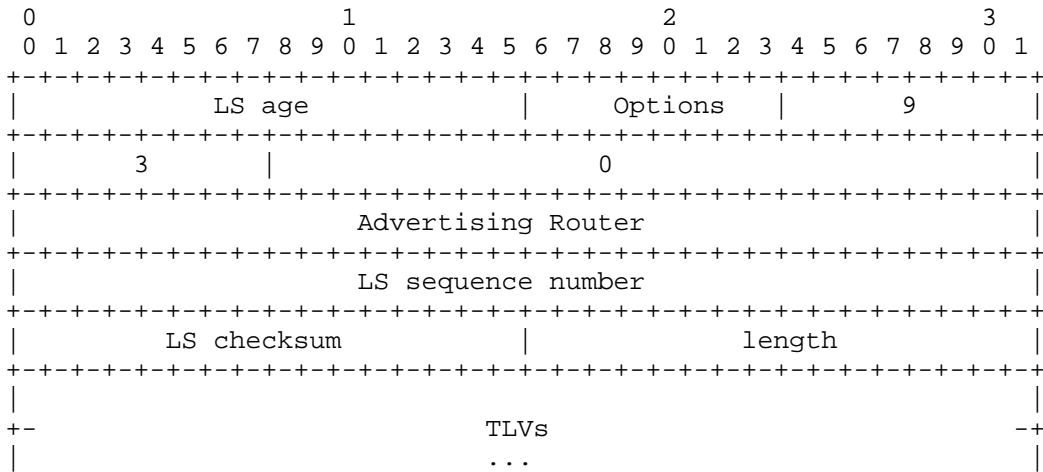 0                   1                   2                   3
 0 1 2 3 4 5 6 7 8 9 0 1 2 3 4 5 6 7 8 9 0 1 2 3 4 5 6 7 8 9 0 1
+-+-+-+-+-+-+-+-+-+-+-+-+-+-+-+-+-+-+-+-+-+-+-+-+-+-+-+-+-+-+-+-+
|            LS age             |     Options   |       9       |
+-+-+-+-+-+-+-+-+-+-+-+-+-+-+-+-+-+-+-+-+-+-+-+-+-+-+-+-+-+-+-+-+
|       3       |                    0                          |
+-+-+-+-+-+-+-+-+-+-+-+-+-+-+-+-+-+-+-+-+-+-+-+-+-+-+-+-+-+-+-+-+
|                     Advertising Router                        |
+-+-+-+-+-+-+-+-+-+-+-+-+-+-+-+-+-+-+-+-+-+-+-+-+-+-+-+-+-+-+-+-+
|                     LS sequence number                        |
+-+-+-+-+-+-+-+-+-+-+-+-+-+-+-+-+-+-+-+-+-+-+-+-+-+-+-+-+-+-+-+-+
|         LS checksum           |             length            |
+-+-+-+-+-+-+-+-+-+-+-+-+-+-+-+-+-+-+-+-+-+-+-+-+-+-+-+-+-+-+-+-+
|                                                               |
+-                            TLVs                             -+
|                             ...                               |